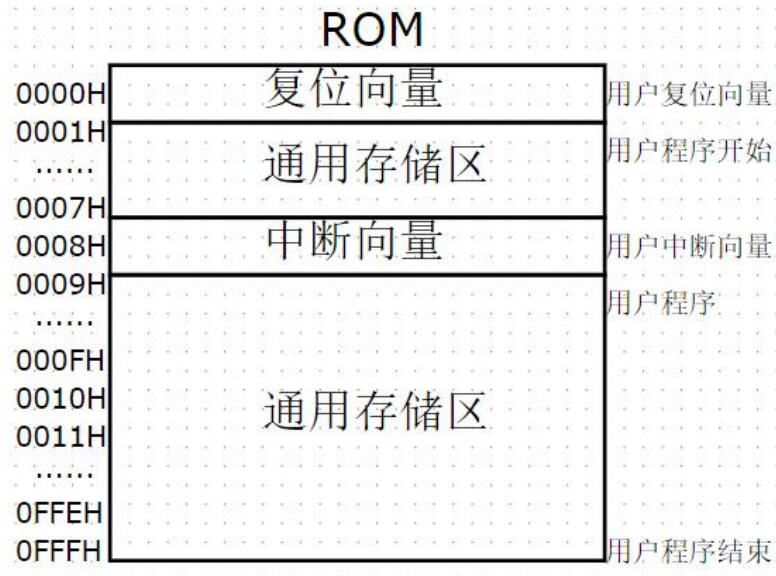 ROM
0000H 复位向量 用户复位向量
0001H
...... 通用存储区 用户程序开始
0007H
0008H 中断向量 用户中断向量
0009H
...... 用户程序
000FH
0010H 通用存储区
0011H
......
0FFEH
0FFFH 用户程序结束